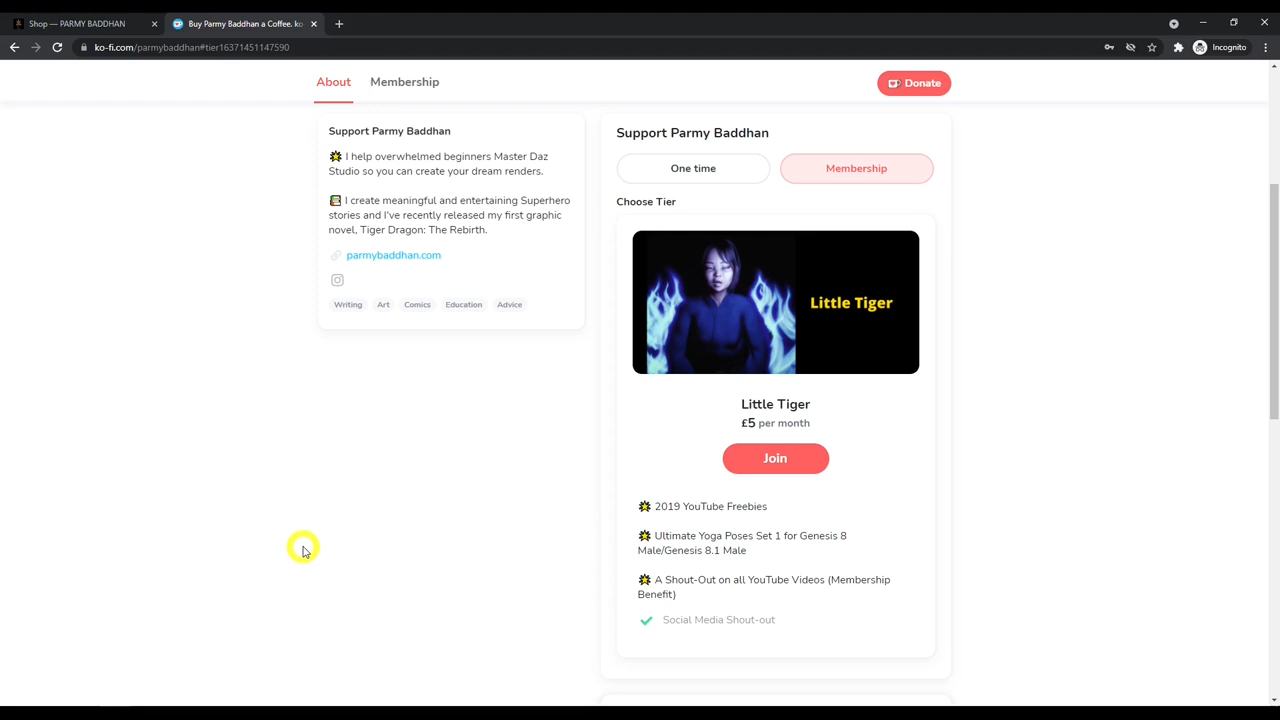 Shop — PARMY BADDHAN
Buy Parmy Baddhan a Coffee. ko
ko-fi.com/parmybaddhan#tier16371451147590
Incognito
About
Membership
Donate
Support Parmy Baddhan
I help overwhelmed beginners Master Daz
Studio so you can create your dream renders.
I create meaningful and entertaining Superhero
stories and I've recently released my first graphic
novel, Tiger Dragon: The Rebirth.
parmybaddhan.com
Writing
Art
Comics
Education
Advice
Support Parmy Baddhan
One time
Membership
Choose Tier
Little Tiger
Little Tiger
£5 per month
Join
2019 YouTube Freebies
Ultimate Yoga Poses Set 1 for Genesis 8
Male/Genesis 8.1 Male
A Shout-Out on all YouTube Videos (Membership
Benefit)
Social Media Shout-out